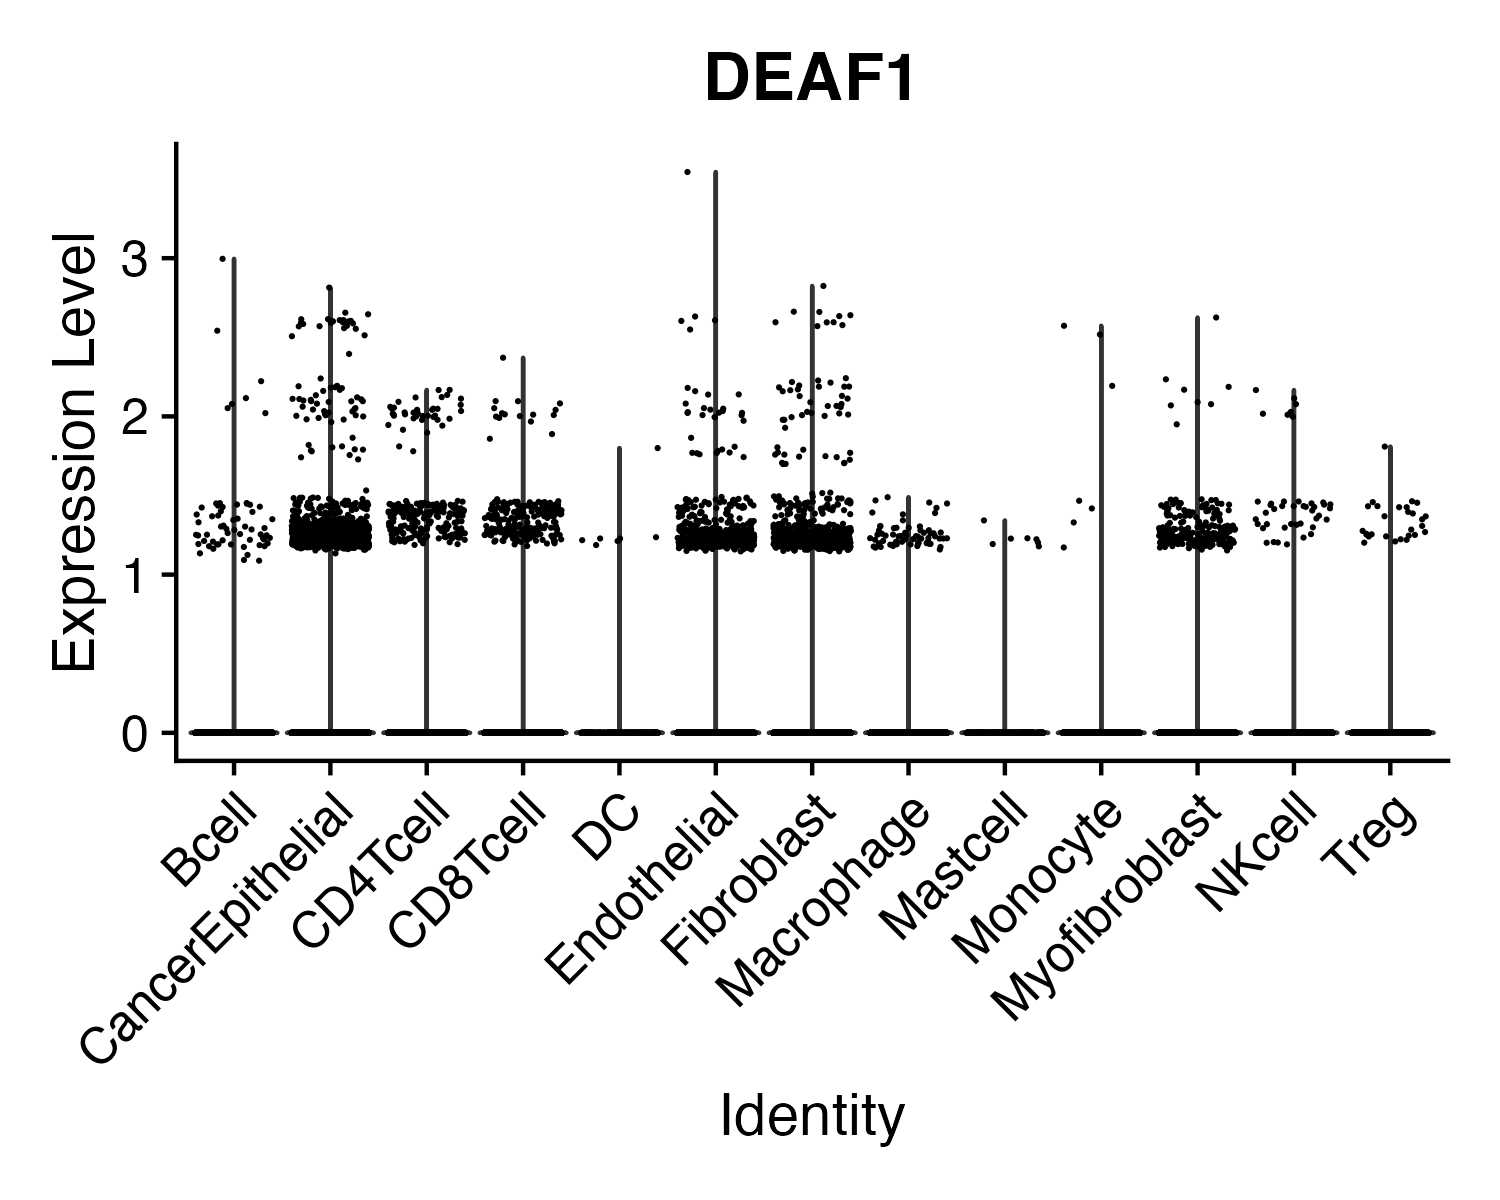 DEAF1
Expression Level
3
2
1
0
Bcell
CancerEpithelial
CD4Tcell
CD8Tcell
DC
Endothelial
Fibroblast
Macrophage
Mastcell
Monocyte
Myofibroblast
NKcell
Treg
Identity